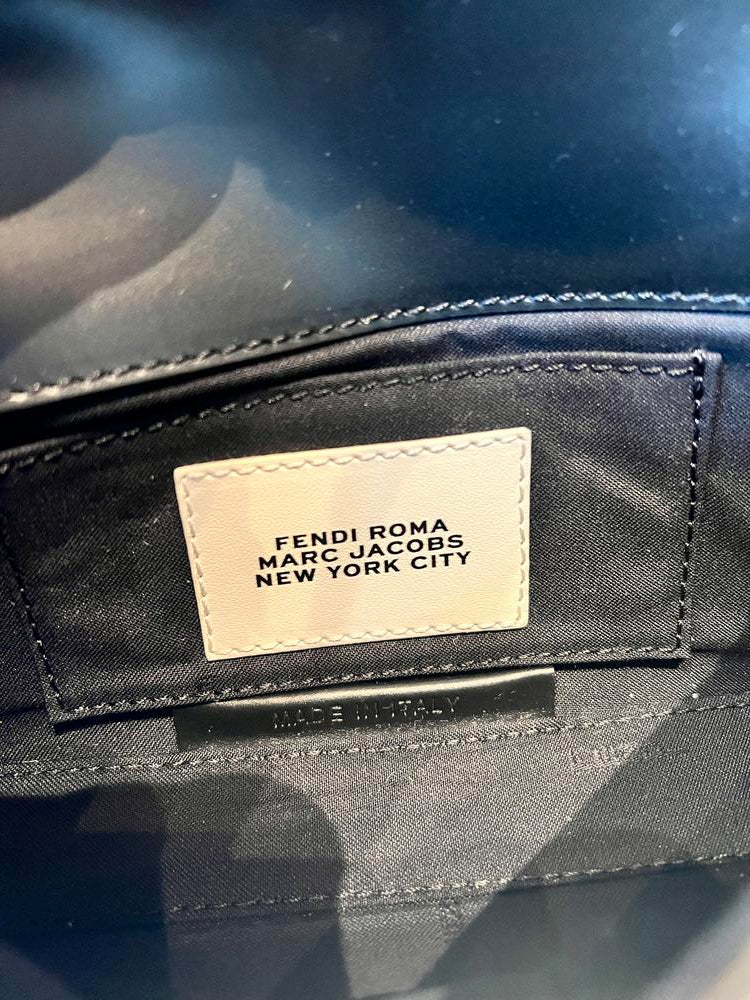 FENDI ROMA
MARC JACOBS
NEW YORK CITY
MADE IN ITALY